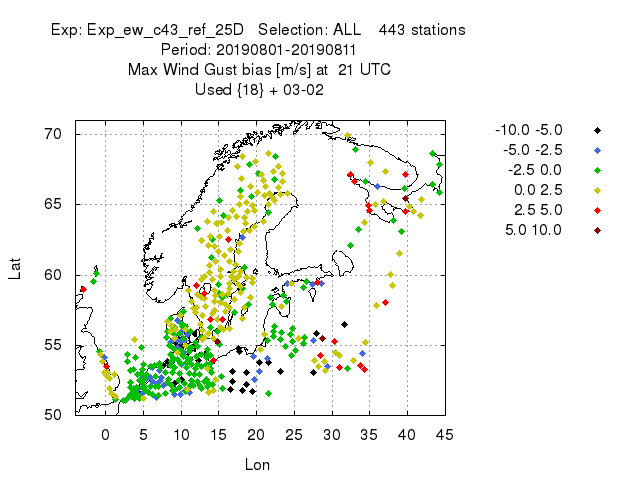 Exp: Exp_ew_c43_ref_25D Selection: ALL 443 stations
Period: 20190801-20190811
Max Wind Gust bias [m/s] at 21 UTC
Used {18} + 03-02
70
65
60
55
50
Lat
0 5 10 15 20 25 30 35 40 45
Lon
-10.0 -5.0
-5.0 -2.5
-2.5 0.0
0.0 2.5
2.5 5.0
5.0 10.0